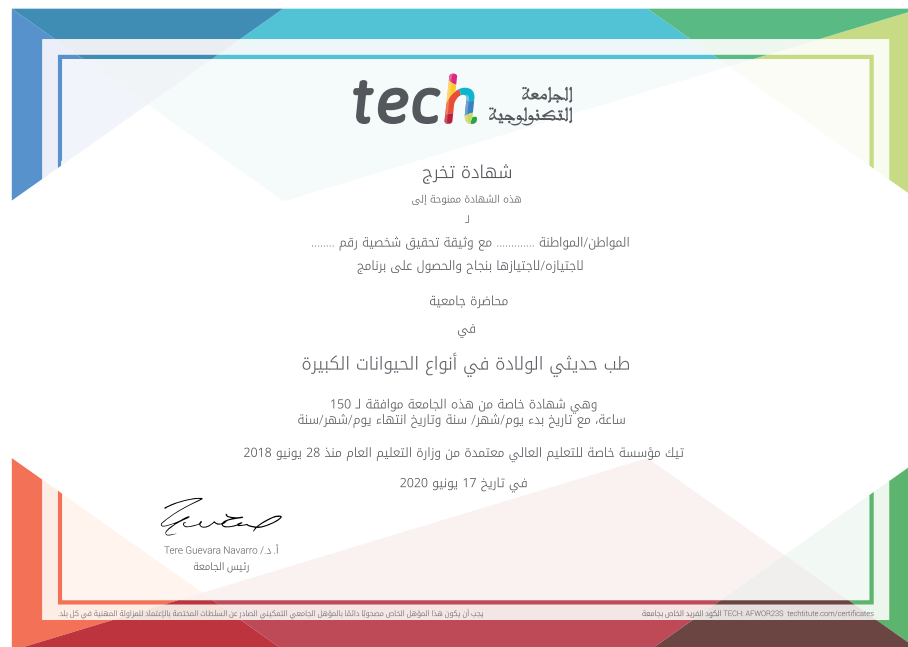 tech الجامعة
التكنولوجية
شهادة تخرج
هذه الشهادة ممنوحة إلى
لـ
المواطن/المواطنة ............ مع وثيقة تحقيق شخصية رقم ........
لاجتيازه/لاجتيازها بنجاح والحصول على برنامج
محاضرة جامعية
في
طب حديثي الولادة في أنواع الحيوانات الكبيرة
وهي شهادة خاصة من هذه الجامعة موافقة لـ 150
ساعة، مع تاريخ بدء يوم/شهر/ سنة وتاريخ انتهاء يوم/شهر/سنة
تيك مؤسسة خاصة للتعليم العالي معتمدة من وزارة التعليم العام منذ 28 يونيو 2018
في تاريخ 17 يونيو 2020
أ. د./ Tere Guevara Navarro
رئيس الجامعة
الكود الفريد الخاص بجامعة TECH: AFWOR23S techtitute.com/certificates
يجب أن يكون هذا المؤهل الخاص مصحوبًا دائمًا بالمؤهل الجامعي التمكيني الصادر عن السلطات المختصة بالإعتماد للمزاولة المهنية في كل بلد.